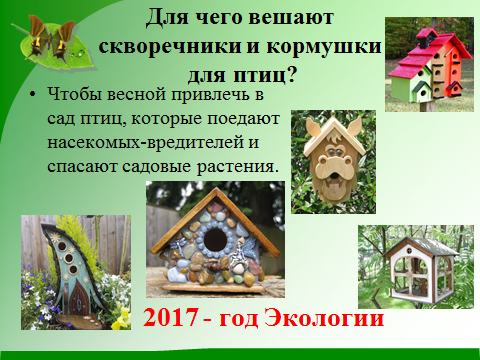 Для чего вешают
скворечники и кормушки
для птиц?
• Чтобы весной привлечь в
сад птиц, которые поедают
насекомых-вредителей и
спасают садовые растения.
2017 - год Экологии